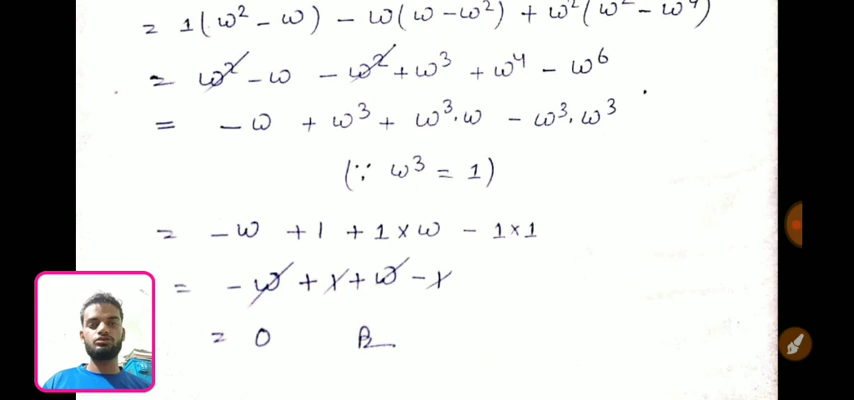 = 1(ω² - ω) - ω(ω - ω²) + ω²(ω² - ω⁴)
= ω² - ω - ω² + ω³ + ω⁴ - ω⁶
= - ω + ω³ + ω³·ω - ω³·ω³
(∵ ω³ = 1)
= - ω + 1 + 1 × ω - 1 × 1
= - ω + 1 + ω - 1
= 0